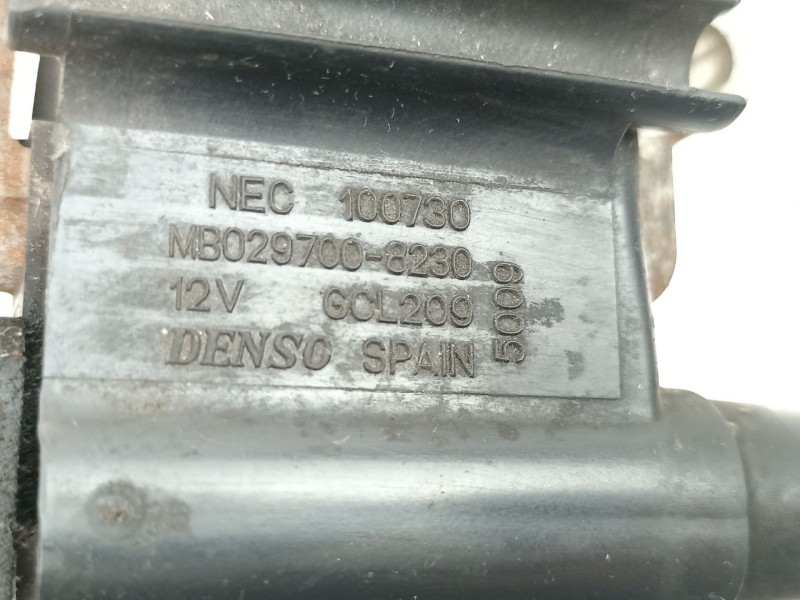 NEC 100730
MB029700-8230
12V GCL209
DENSO SPAIN
5009